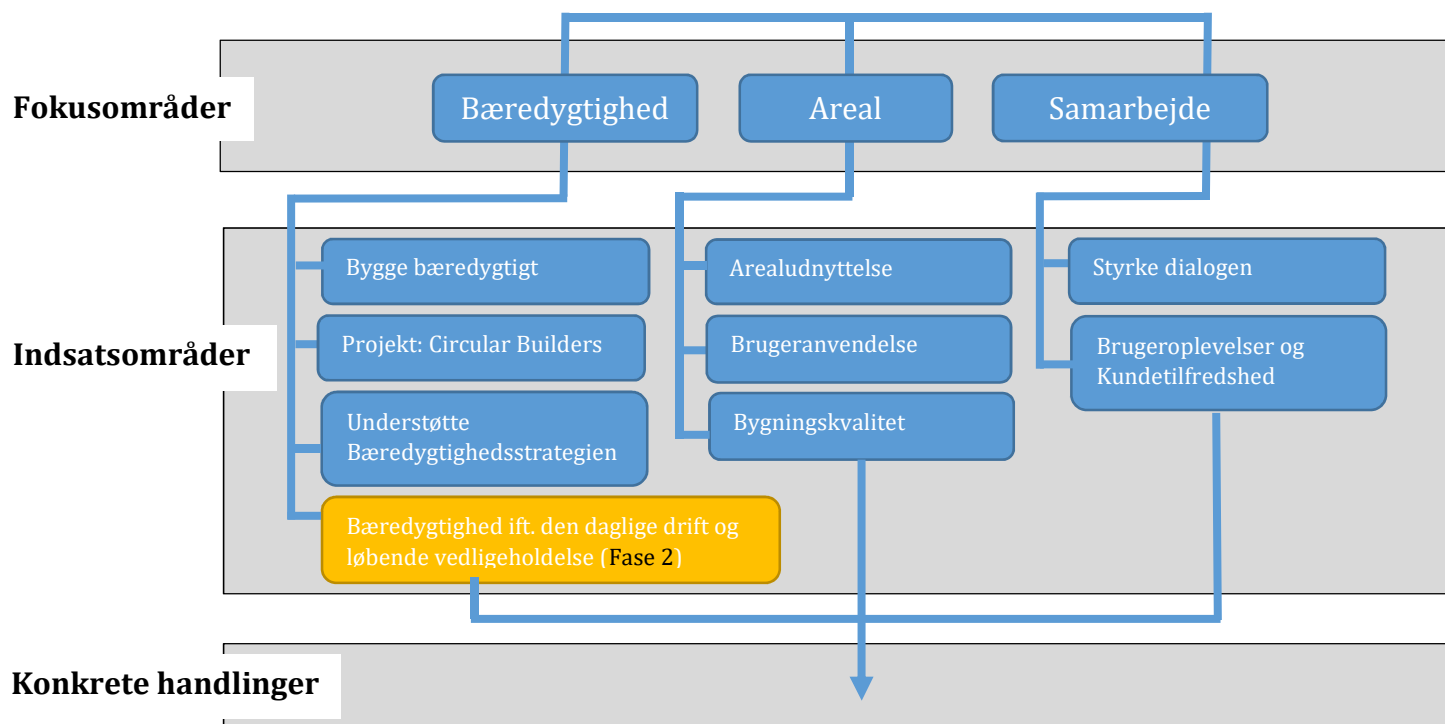 Fokusområder
Bæredygtighed
Areal
Samarbejde
Indsatsområder
Bygge bæredygtigt
Projekt: Circular Builders
Understøtte
Bæredygtighedsstrategien
Bæredygtighed ift. den daglige drift og
løbende vedligeholdelse (Fase 2)
Arealudnyttelse
Brugeranvendelse
Bygningskvalitet
Styrke dialogen
Brugeroplevelser og
Kundetilfredshed
Konkrete handlinger